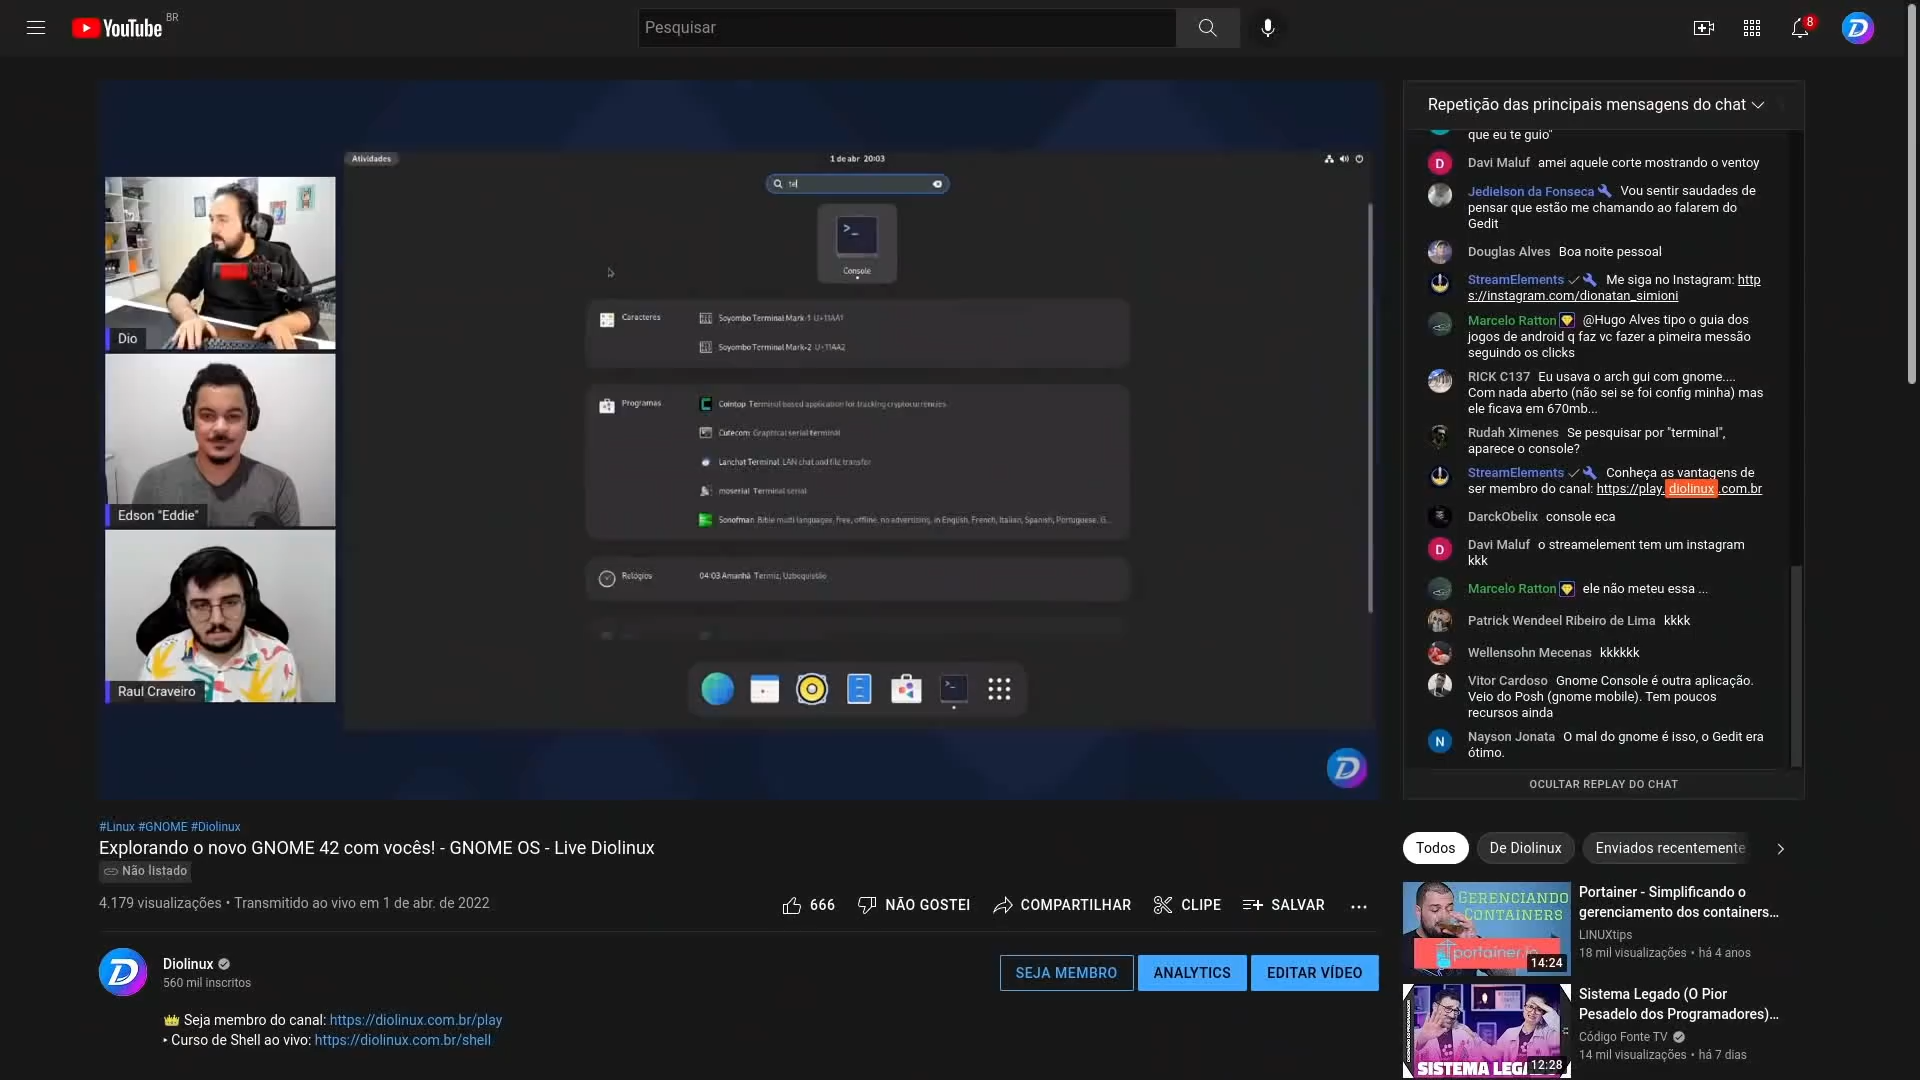 YouTube BR
Pesquisar
8
Atividades
1 de abr 20:03
Console
Caracteres
Soyombo Terminal Mark-1 U+11AA1
Soyombo Terminal Mark-2 U+11AA2
Programas
Cointop Terminal based application for tracking cryptocurrencies
Cutecom Graphical serial terminal
Lanchat Terminal LAN chat and file transfer
moserial Terminal serial
Sonofman Bible multi languages, free, offline, no advertising, in English, French, Italian, Spanish, Portuguese, G...
Relógios
04:03 Amanhã Termiz, Uzbequistão
Dio
Edson "Eddie"
Raul Craveiro
Repetição das principais mensagens do chat
que eu te guio"
D
Davi Maluf amei aquele corte mostrando o ventoy
Jedielson da Fonseca Vou sentir saudades de
pensar que estão me chamando ao falarem do
Gedit
Douglas Alves Boa noite pessoal
StreamElements Me siga no Instagram: http
s://instagram.com/dionatan_simioni
Marcelo Ratton @Hugo Alves tipo o guia dos
jogos de android q faz vc fazer a pimeira messão
seguindo os clicks
RICK C137 Eu usava o arch gui com gnome....
Com nada aberto (não sei se foi config minha) mas
ele ficava em 670mb...
Rudah Ximenes Se pesquisar por "terminal",
aparece o console?
StreamElements Conheça as vantagens de
ser membro do canal: https://play.diolinux.com.br
DarckObelix console eca
D
Davi Maluf o streamelement tem um instagram
kkk
Marcelo Ratton ele não meteu essa ...
Patrick Wendeel Ribeiro de Lima kkkk
Wellensohn Mecenas kkkkkk
Vitor Cardoso Gnome Console é outra aplicação.
Veio do Posh (gnome mobile). Tem poucos
recursos ainda
N
Nayson Jonata O mal do gnome é isso, o Gedit era
ótimo.
OCULTAR REPLAY DO CHAT
#Linux #GNOME #Diolinux
Explorando o novo GNOME 42 com vocês! - GNOME OS - Live Diolinux
Não listado
4.179 visualizações • Transmitido ao vivo em 1 de abr. de 2022
666
NÃO GOSTEI
COMPARTILHAR
CLIPE
SALVAR
Diolinux
560 mil inscritos
SEJA MEMBRO
ANALYTICS
EDITAR VÍDEO
Seja membro do canal: https://diolinux.com.br/play
‣ Curso de Shell ao vivo: https://diolinux.com.br/shell
Todos
De Diolinux
Enviados recentemente
GERENCIANDO
CONTAINERS
portainer.io
14:24
Portainer - Simplificando o
gerenciamento dos containers...
LINUXtips
18 mil visualizações • há 4 anos
SISTEMA LEGA
12:28
Sistema Legado (O Pior
Pesadelo dos Programadores)...
Código Fonte TV
14 mil visualizações • há 7 dias